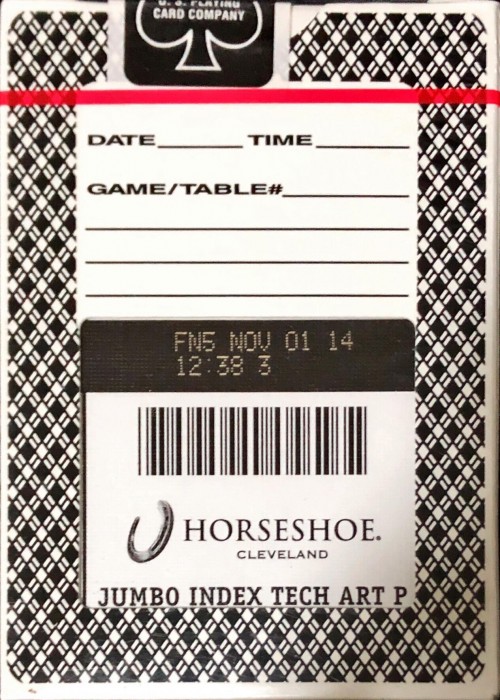 U. S. PLAYING
CARD COMPANY
DATE TIME
GAME/TABLE#
FN5 NOV 01 14
12:38 3
HORSESHOE.
CLEVELAND
JUMBO INDEX TECH ART P